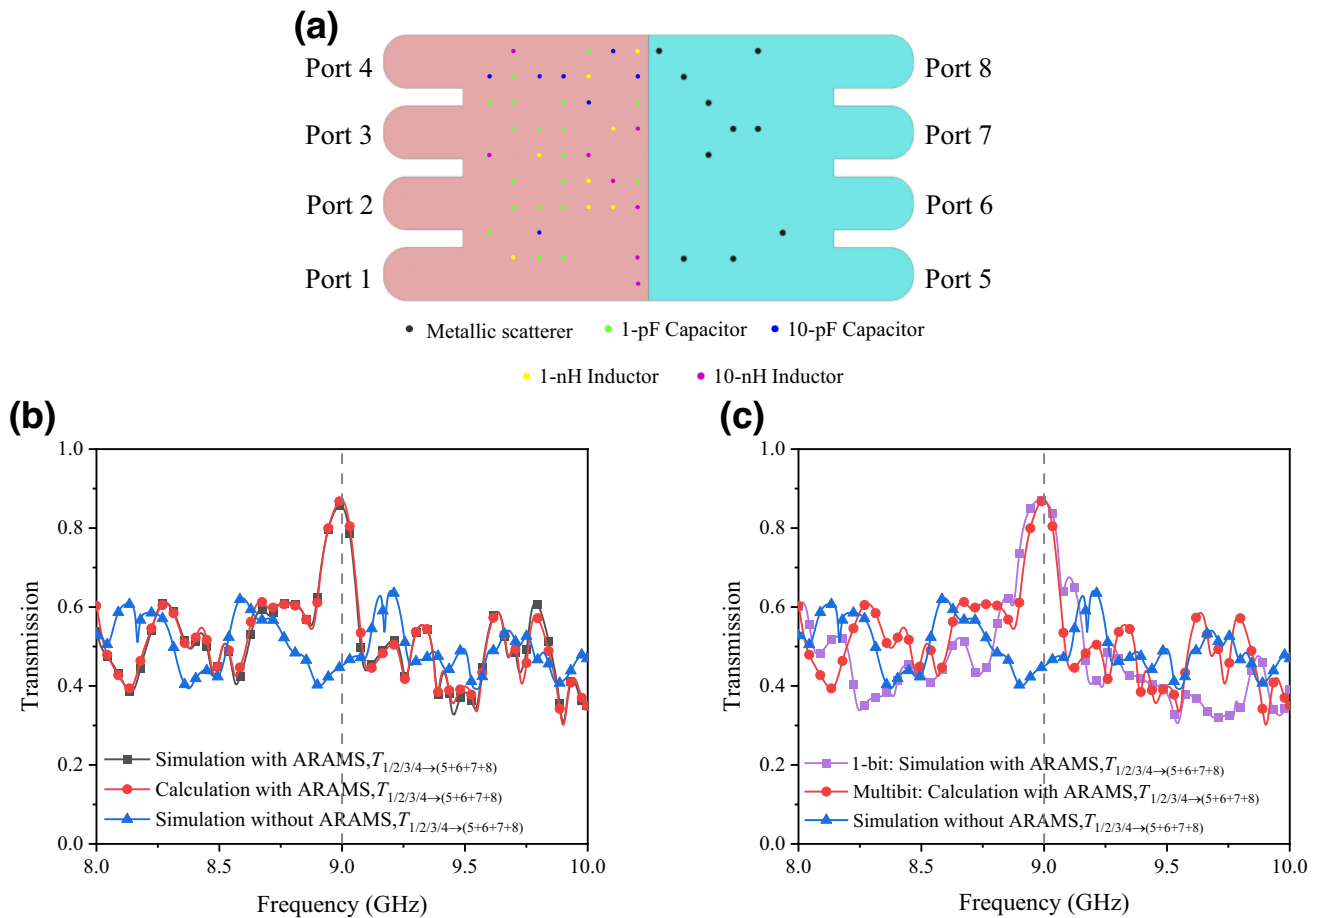 (a)
Port 4
Port 8
Port 3
Port 7
Port 2
Port 6
Port 1
Port 5
Metallic scatterer
1-pF Capacitor
10-pF Capacitor
1-nH Inductor
10-nH Inductor
(b)
1.0
0.8
0.6
0.4
0.2
0.0
Transmission
Simulation with ARAMS,T1/2/3/4→(5+6+7+8)
Calculation with ARAMS,T1/2/3/4→(5+6+7+8)
Simulation without ARAMS,T1/2/3/4→(5+6+7+8)
8.0 8.5 9.0 9.5 10.0
Frequency (GHz)
(c)
1.0
0.8
0.6
0.4
0.2
0.0
Transmission
1-bit: Simulation with ARAMS,T1/2/3/4→(5+6+7+8)
Multibit: Calculation with ARAMS,T1/2/3/4→(5+6+7+8)
Simulation without ARAMS,T1/2/3/4→(5+6+7+8)
8.0 8.5 9.0 9.5 10.0
Frequency (GHz)